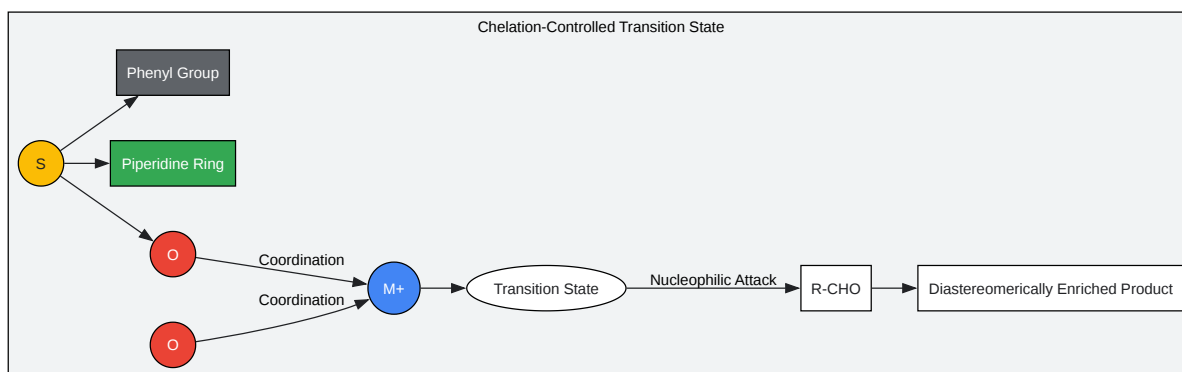 Chelation-Controlled Transition State
Phenyl Group
S
Piperidine Ring
O
Coordination
M+
Transition State
Nucleophilic Attack
R-CHO
Diastereomerically Enriched Product
Coordination
O